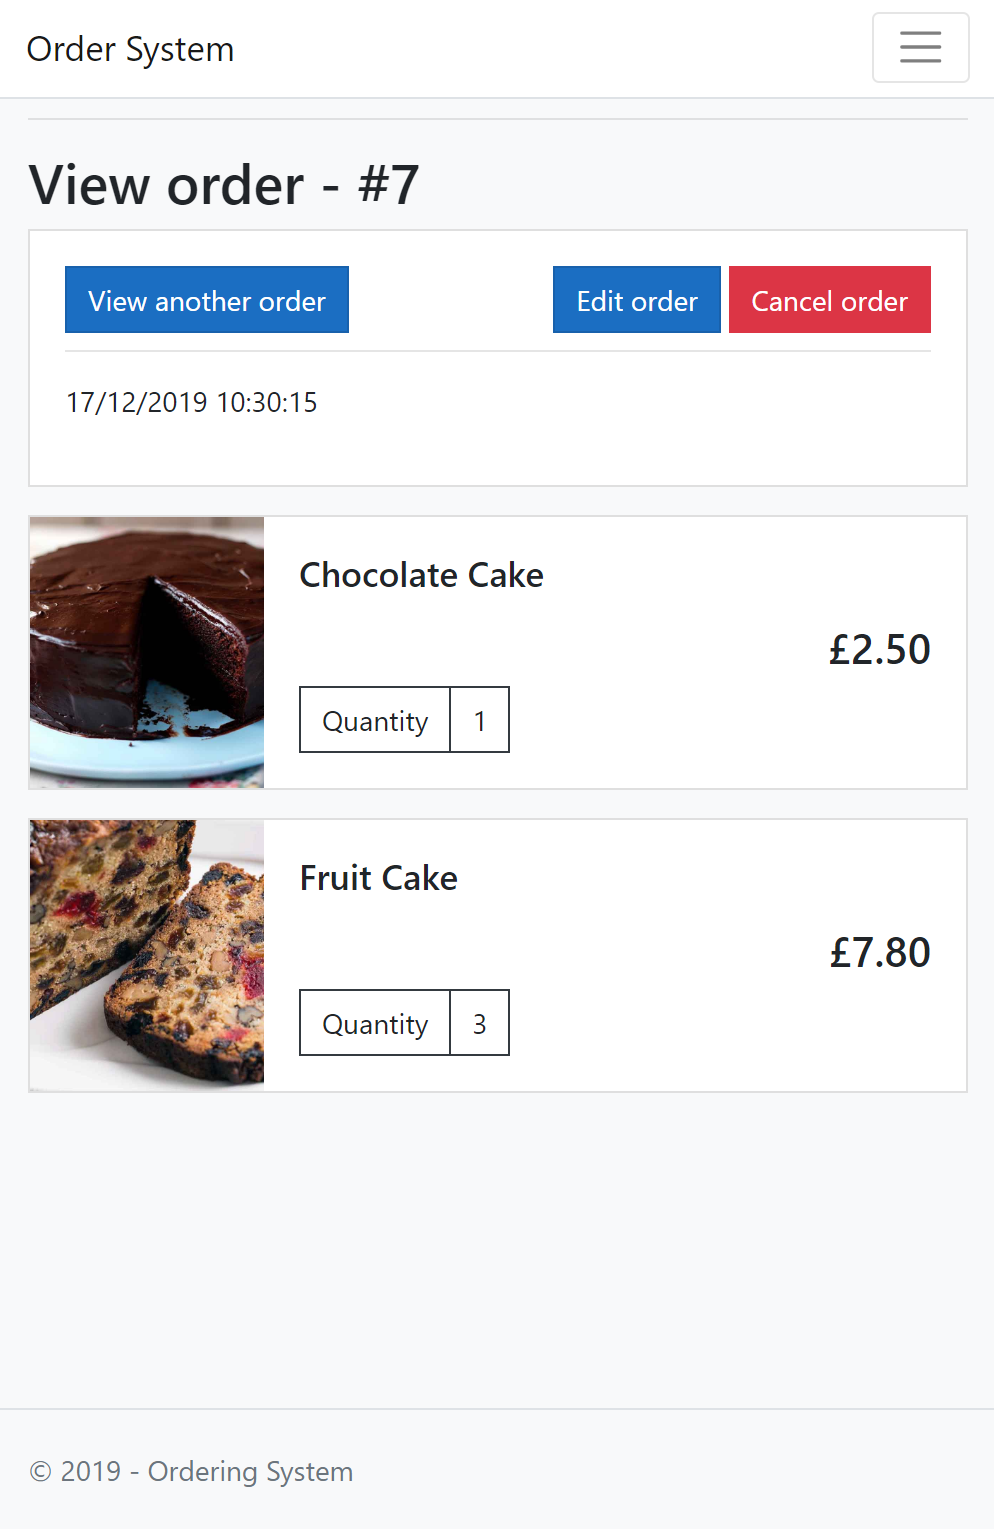 Order System
View order - #7
View another order
Edit order
Cancel order
17/12/2019 10:30:15
Chocolate Cake
£2.50
Quantity 1
Fruit Cake
£7.80
Quantity 3
© 2019 - Ordering System